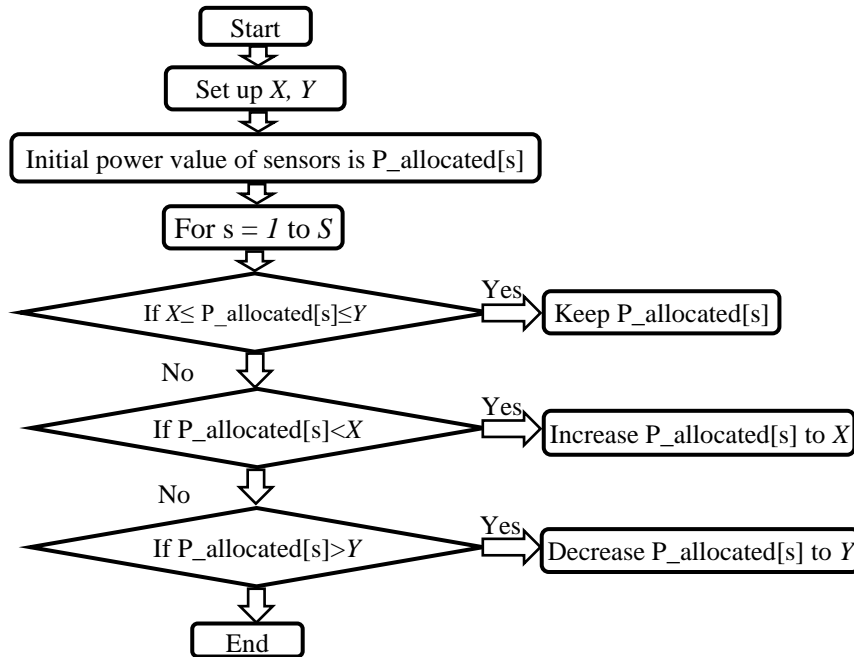 Start
Set up X, Y
Initial power value of sensors is P_allocated[s]
For s = 1 to S
If X≤ P_allocated[s]≤Y
Yes
Keep P_allocated[s]
No
If P_allocated[s]<X
Yes
Increase P_allocated[s] to X
No
If P_allocated[s]>Y
Yes
Decrease P_allocated[s] to Y
End